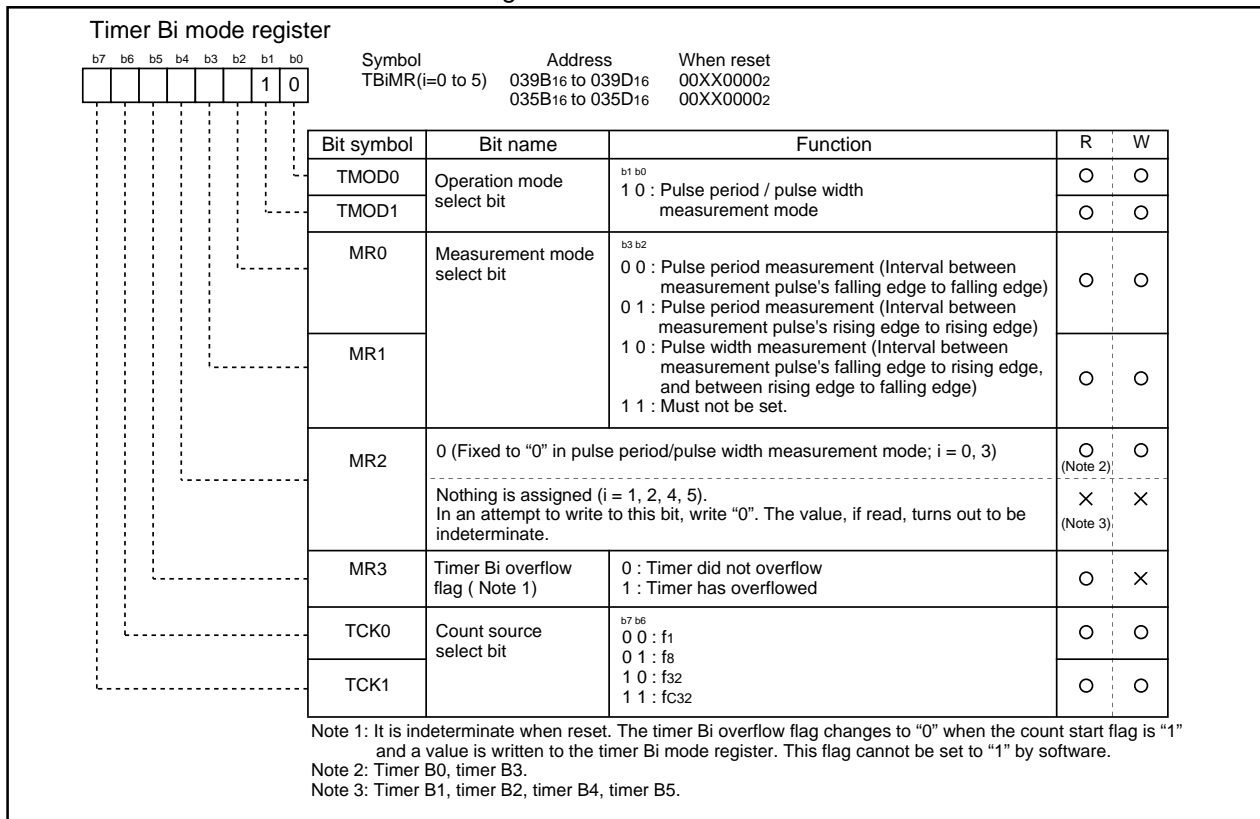 Timer Bi mode register
b7 b6 b5 b4 b3 b2 b1 b0
1 0
Symbol Address When reset
TBiMR(i=0 to 5) 039B16 to 039D16 00XX00002
035B16 to 035D16 00XX00002
Bit symbol Bit name Function R W
TMOD0
TMOD1
Operation mode
select bit
b1 b0
1 0 : Pulse period / pulse width
measurement mode
MR0
MR1
Measurement mode
select bit
b3 b2
0 0 : Pulse period measurement (Interval between
measurement pulse's falling edge to falling edge)
0 1 : Pulse period measurement (Interval between
measurement pulse's rising edge to rising edge)
1 0 : Pulse width measurement (Interval between
measurement pulse's falling edge to rising edge,
and between rising edge to falling edge)
1 1 : Must not be set.
MR2
0 (Fixed to “0” in pulse period/pulse width measurement mode; i = 0, 3)
(Note 2)
Nothing is assigned (i = 1, 2, 4, 5).
In an attempt to write to this bit, write “0”. The value, if read, turns out to be
indeterminate.
(Note 3)
MR3
Timer Bi overflow
flag ( Note 1)
0 : Timer did not overflow
1 : Timer has overflowed
TCK0
TCK1
Count source
select bit
b7 b6
0 0 : f1
0 1 : f8
1 0 : f32
1 1 : fC32
Note 1: It is indeterminate when reset. The timer Bi overflow flag changes to “0” when the count start flag is “1”
and a value is written to the timer Bi mode register. This flag cannot be set to “1” by software.
Note 2: Timer B0, timer B3.
Note 3: Timer B1, timer B2, timer B4, timer B5.